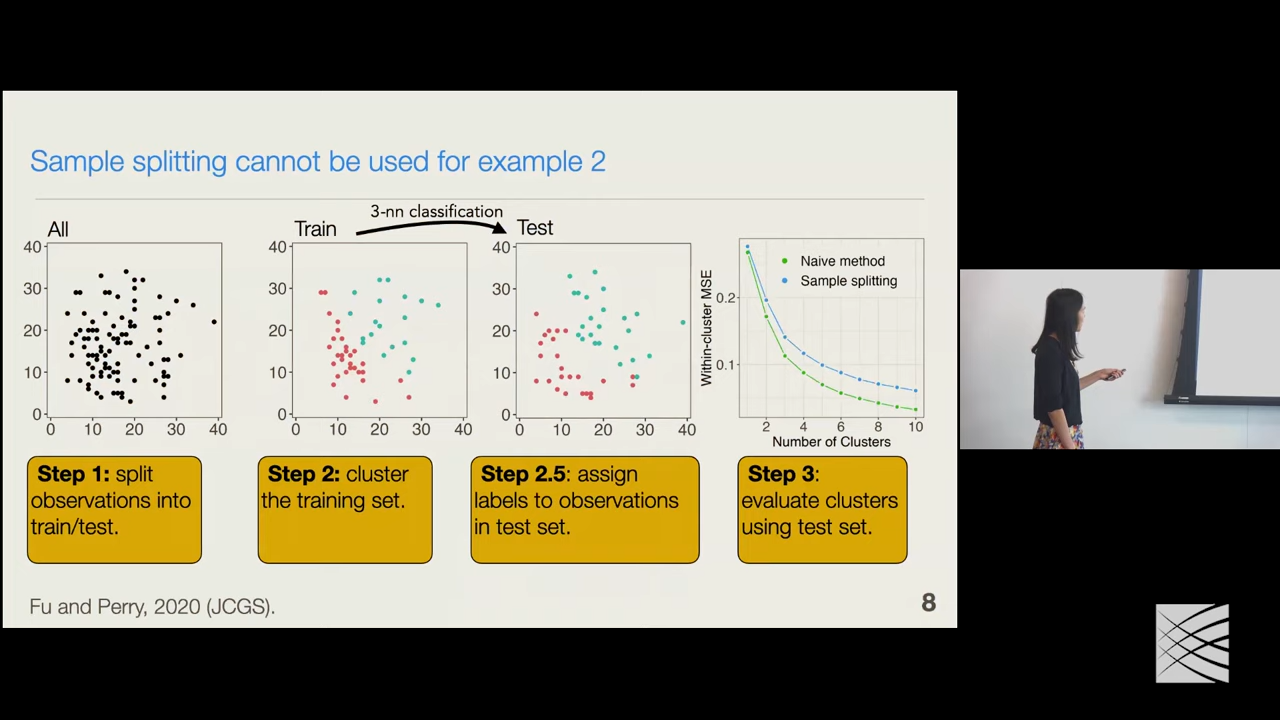 Sample splitting cannot be used for example 2
3-nn classification
All
Train
Test
40
30
20
10
0
0 10 20 30 40
40
30
20
10
0
0 10 20 30 40
40
30
20
10
0
0 10 20 30 40
Within-cluster MSE
0.2
0.1
Naive method
Sample splitting
2 4 6 8 10
Number of Clusters
Step 1: split
observations into
train/test.
Step 2: cluster
the training set.
Step 2.5: assign
labels to observations
in test set.
Step 3:
evaluate clusters
using test set.
Fu and Perry, 2020 (JCGS).
8